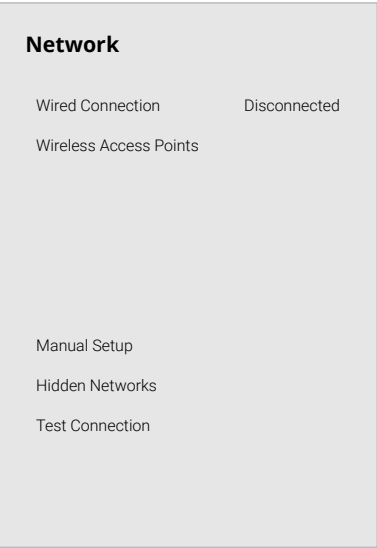 Network
Wired Connection Disconnected
Wireless Access Points
Manual Setup
Hidden Networks
Test Connection